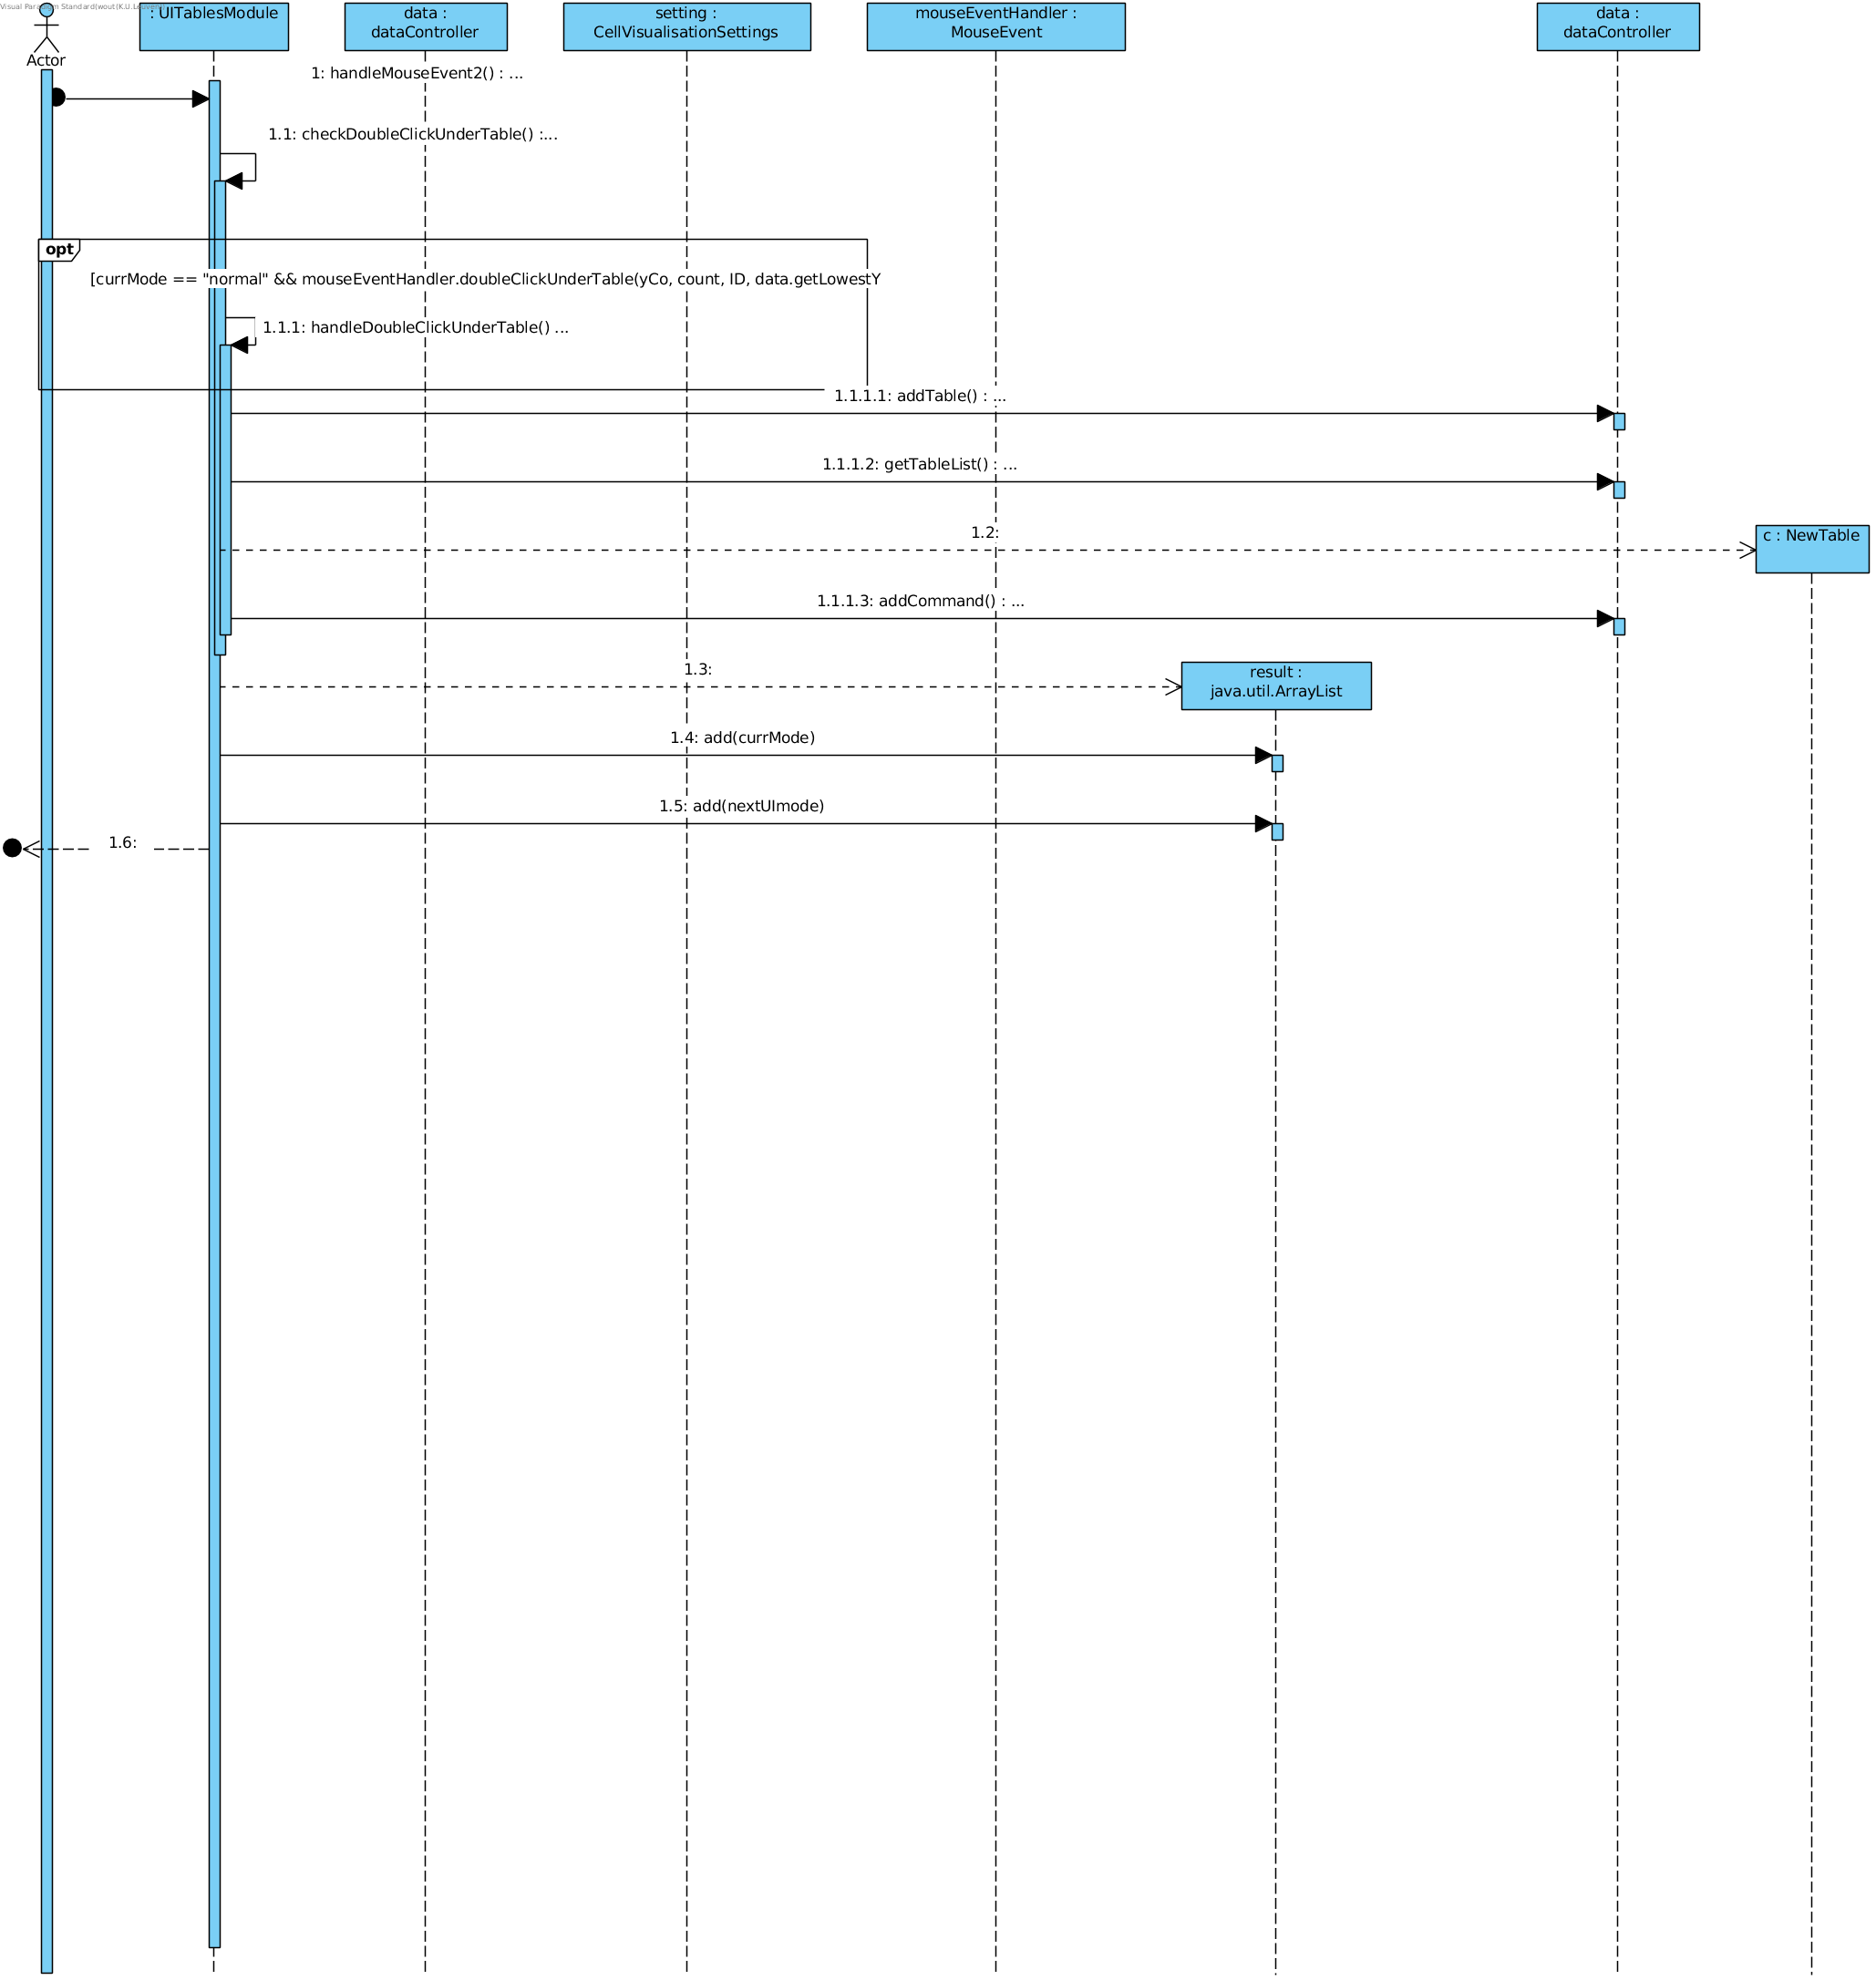 Visual Paradigm Standard(wout(K.U.Leuven))
Actor
: UITablesModule
data :
dataController
setting :
CellVisualisationSettings
mouseEventHandler :
MouseEvent
data :
dataController
1: handleMouseEvent2() : ...
1.1: checkDoubleClickUnderTable() :...
opt
[currMode == "normal" && mouseEventHandler.doubleClickUnderTable(yCo, count, ID, data.getLowestY
1.1.1: handleDoubleClickUnderTable() ...
1.1.1.1: addTable() : ...
1.1.1.2: getTableList() : ...
1.2:
c : NewTable
1.1.1.3: addCommand() : ...
1.3:
result :
java.util.ArrayList
1.4: add(currMode)
1.5: add(nextUImode)
1.6: